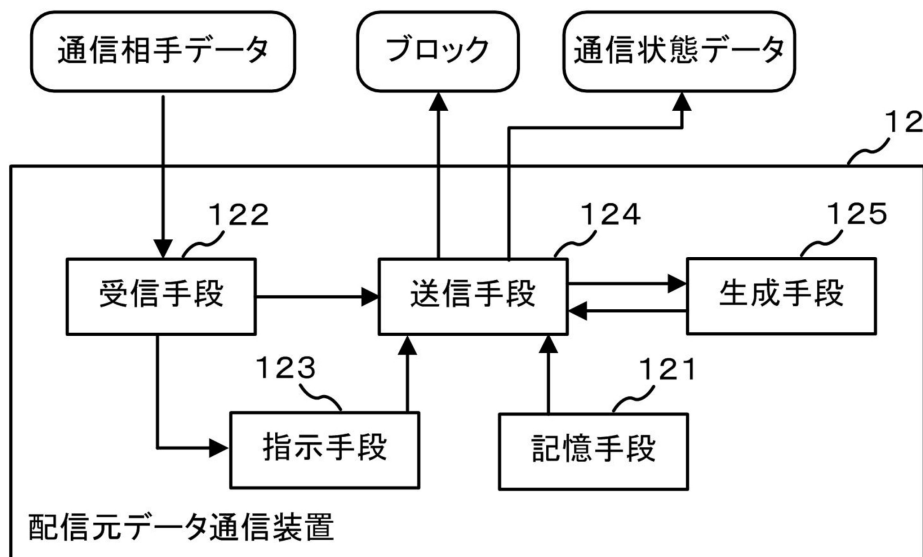 通信相手データ
ブロック
通信状態データ
12
122
124
125
受信手段
送信手段
生成手段
123
121
指示手段
記憶手段
配信元データ通信装置